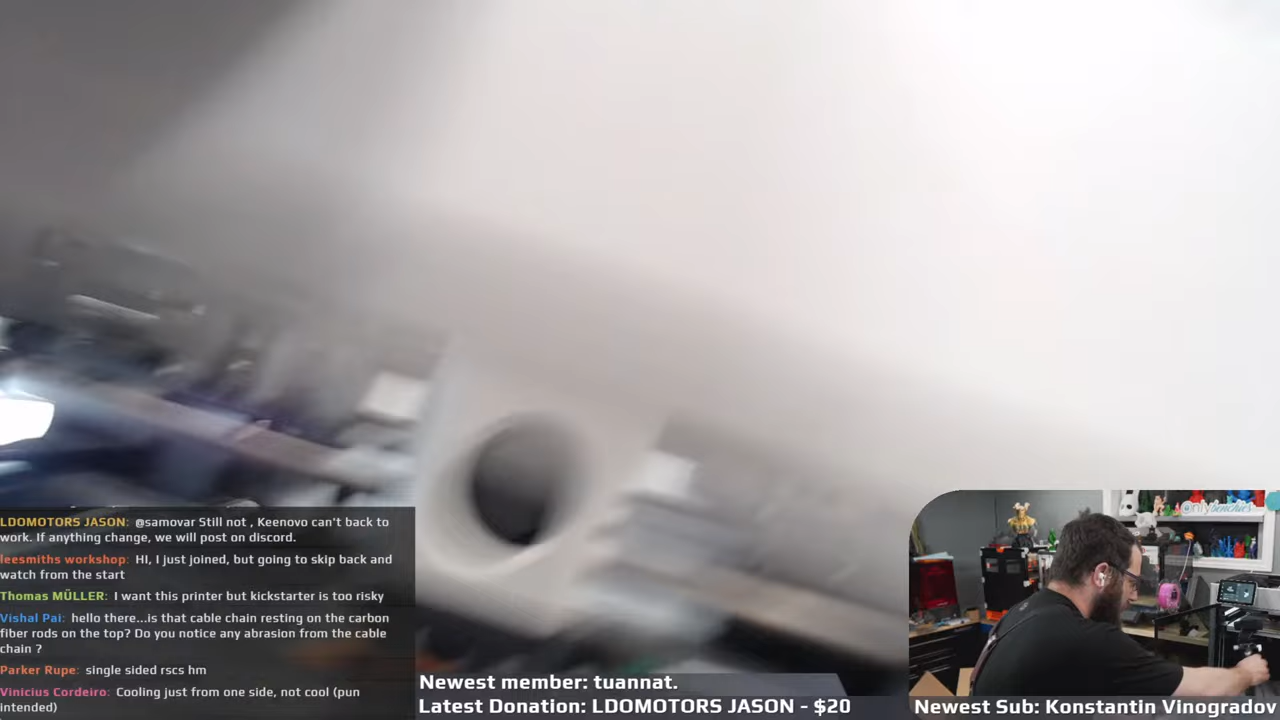 LDOMOTORS JASON: @samovar Still not , Keenovo can't back to
work. If anything change, we will post on discord.
leesmiths workshop: HI, I just joined, but going to skip back and
watch from the start
Thomas MÜLLER: I want this printer but kickstarter is too risky
Vishal Pai: hello there...is that cable chain resting on the carbon
fiber rods on the top? Do you notice any abrasion from the cable
chain ?
Parker Rupe: single sided rscs hm
Vinicius Cordeiro: Cooling just from one side, not cool (pun
intended)
Newest member: tuannat.
Latest Donation: LDOMOTORS JASON - $20
@onlybenchies
Newest Sub: Konstantin Vinogradov